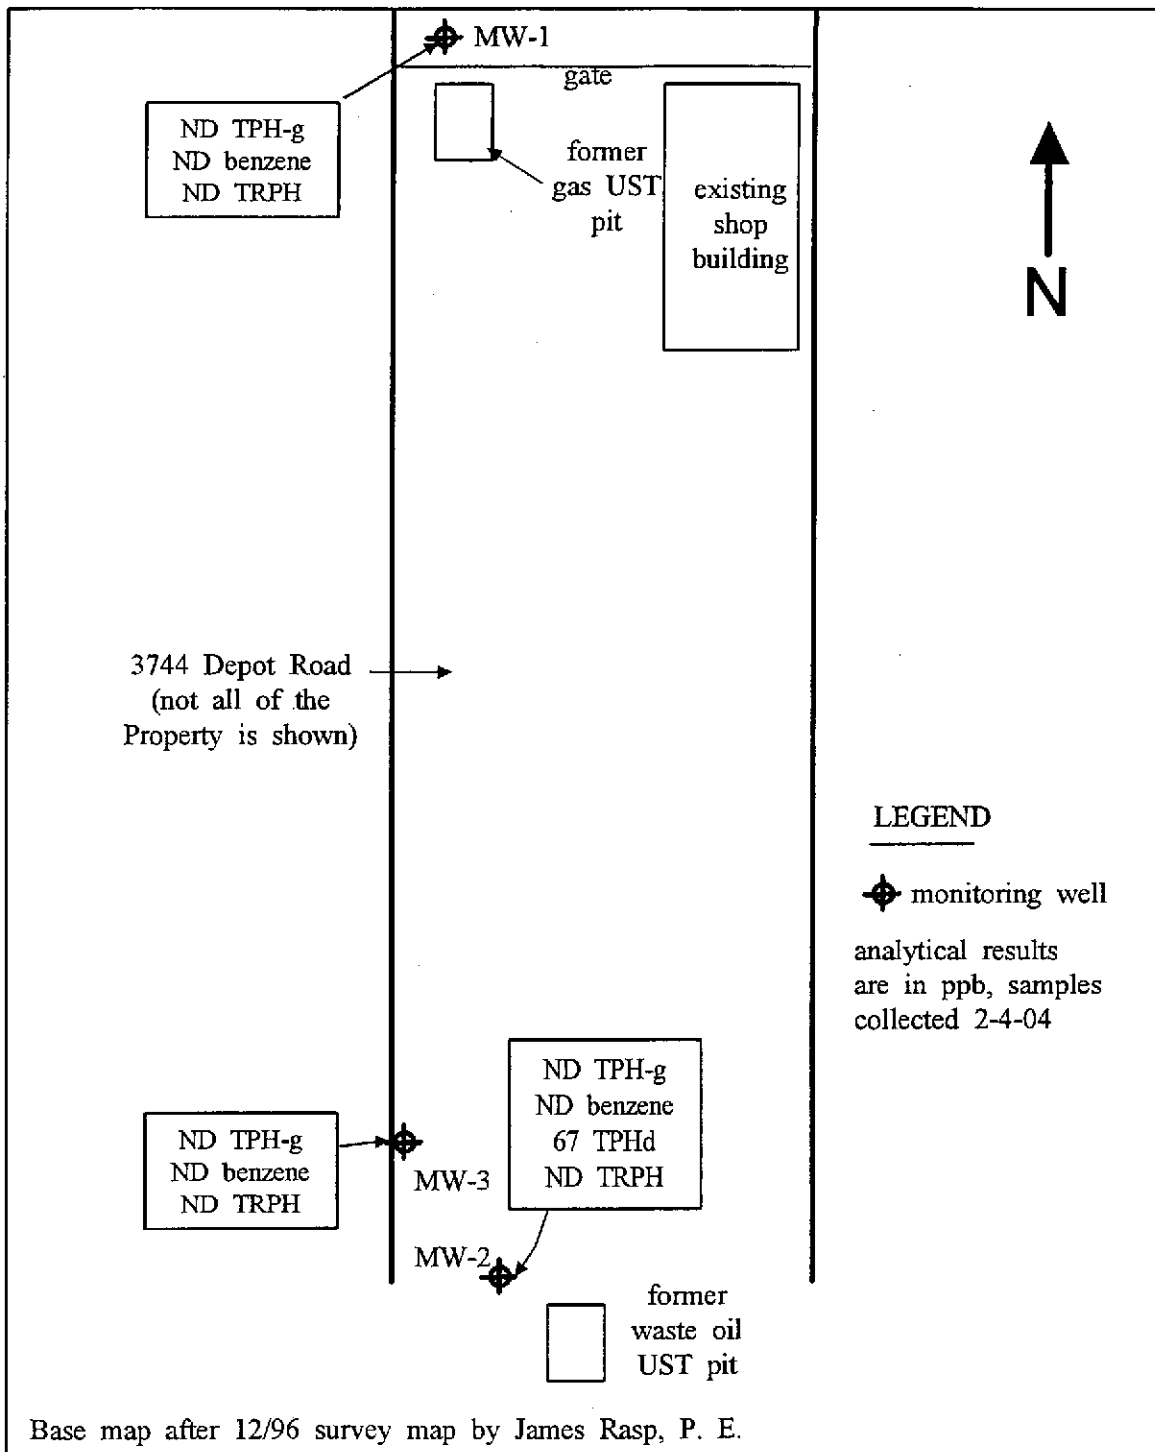 MW-1
gate
ND TPH-g
ND benzene
ND TRPH
former
gas UST
pit
existing
shop
building
N
3744 Depot Road
(not all of the
Property is shown)
LEGEND
monitoring well
analytical results
are in ppb, samples
collected 2-4-04
ND TPH-g
ND benzene
67 TPHd
ND TRPH
ND TPH-g
ND benzene
ND TRPH
MW-3
MW-2
former
waste oil
UST pit
Base map after 12/96 survey map by James Rasp, P. E.